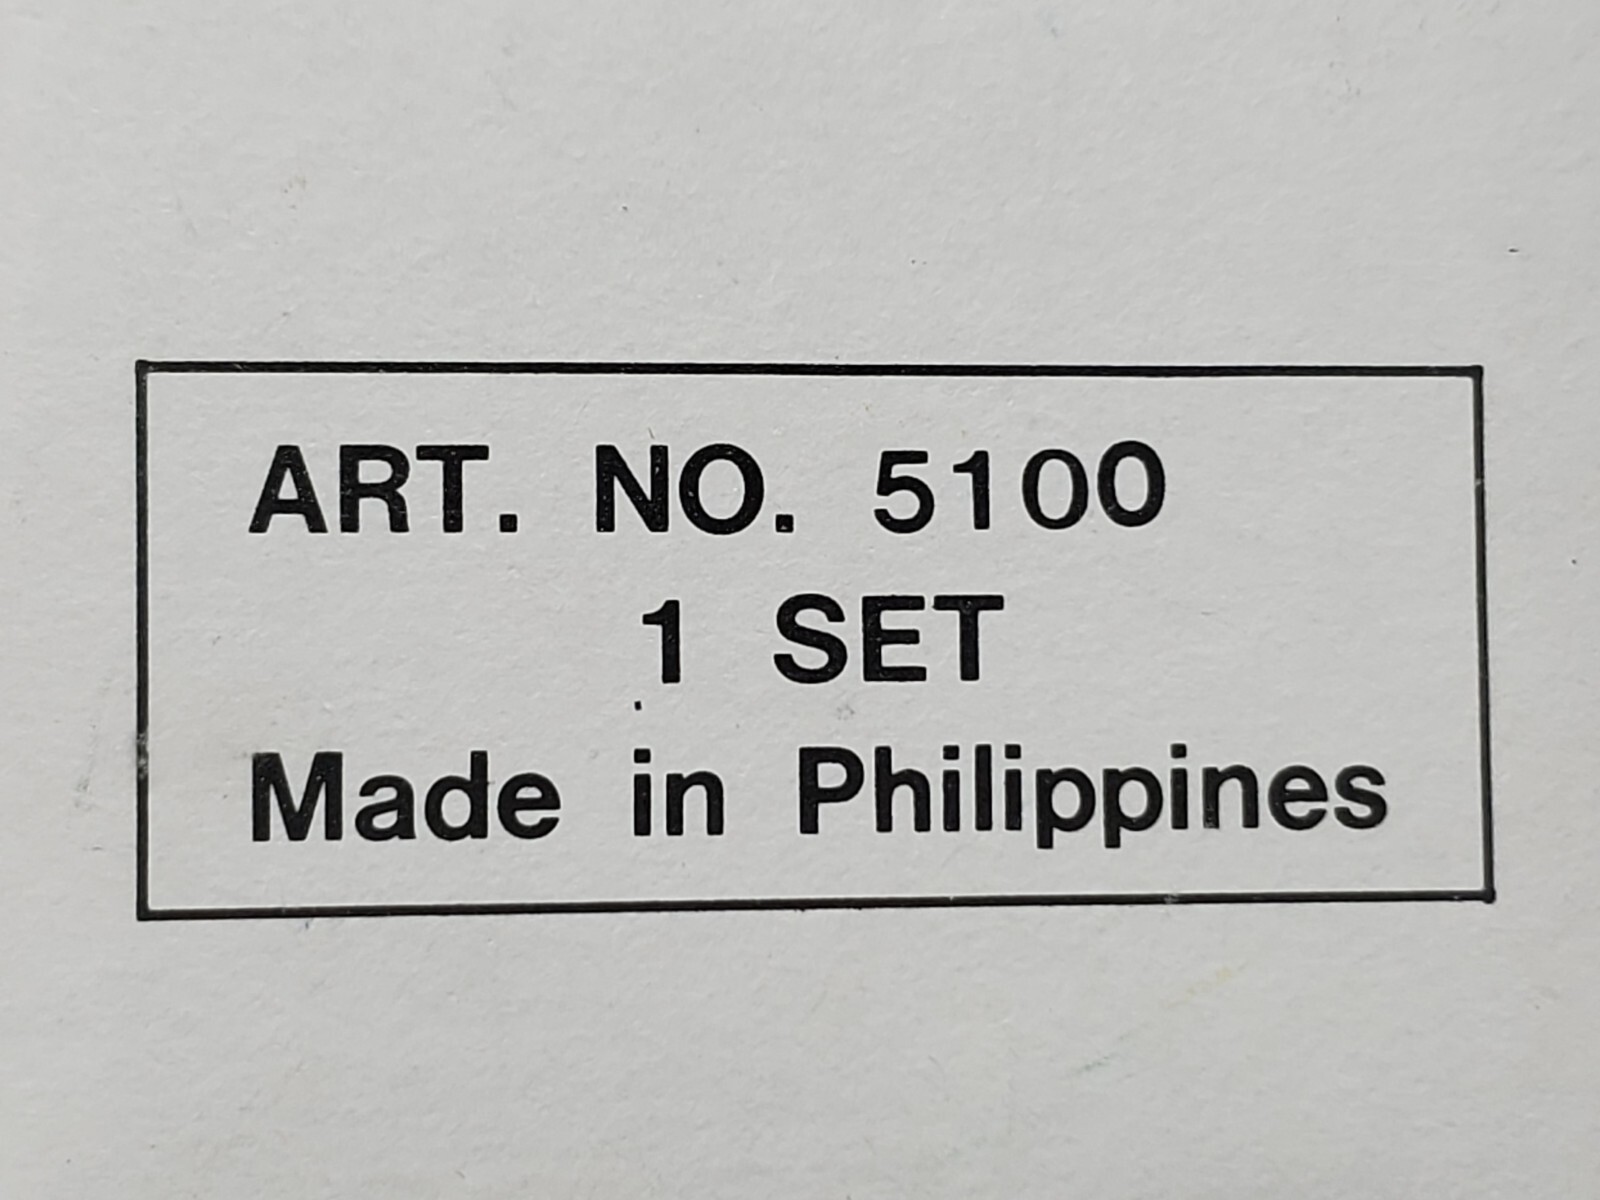 ART. NO. 5100
1 SET
Made in Philippines